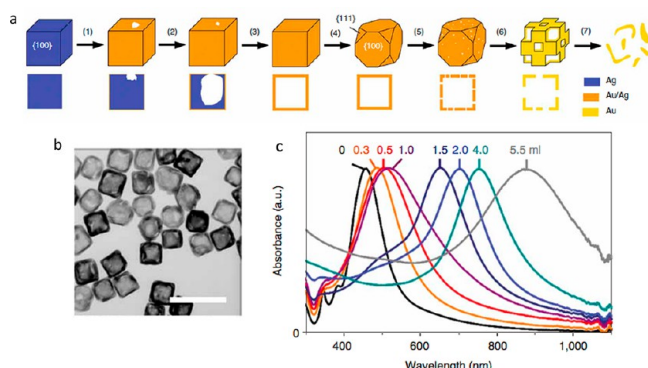 a
(1) (2) (3) (4) (5) (6) (7)
(111)
{100} {100}
Ag
Au/Ag
Au
b
c
0 0.3 0.5 1.0 1.5 2.0 4.0 5.5 ml
Absorbance (a.u.)
0
400 600 800 1,000
Wavelength (nm)